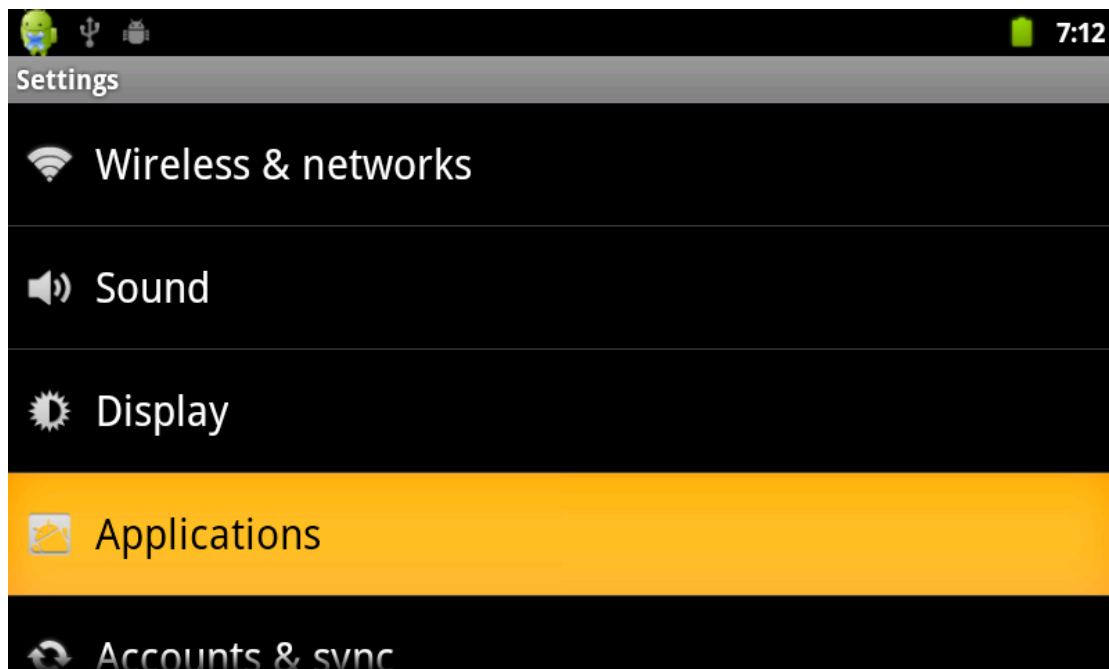 7:12
Settings
Wireless & networks
Sound
Display
Applications
Accounts & sync